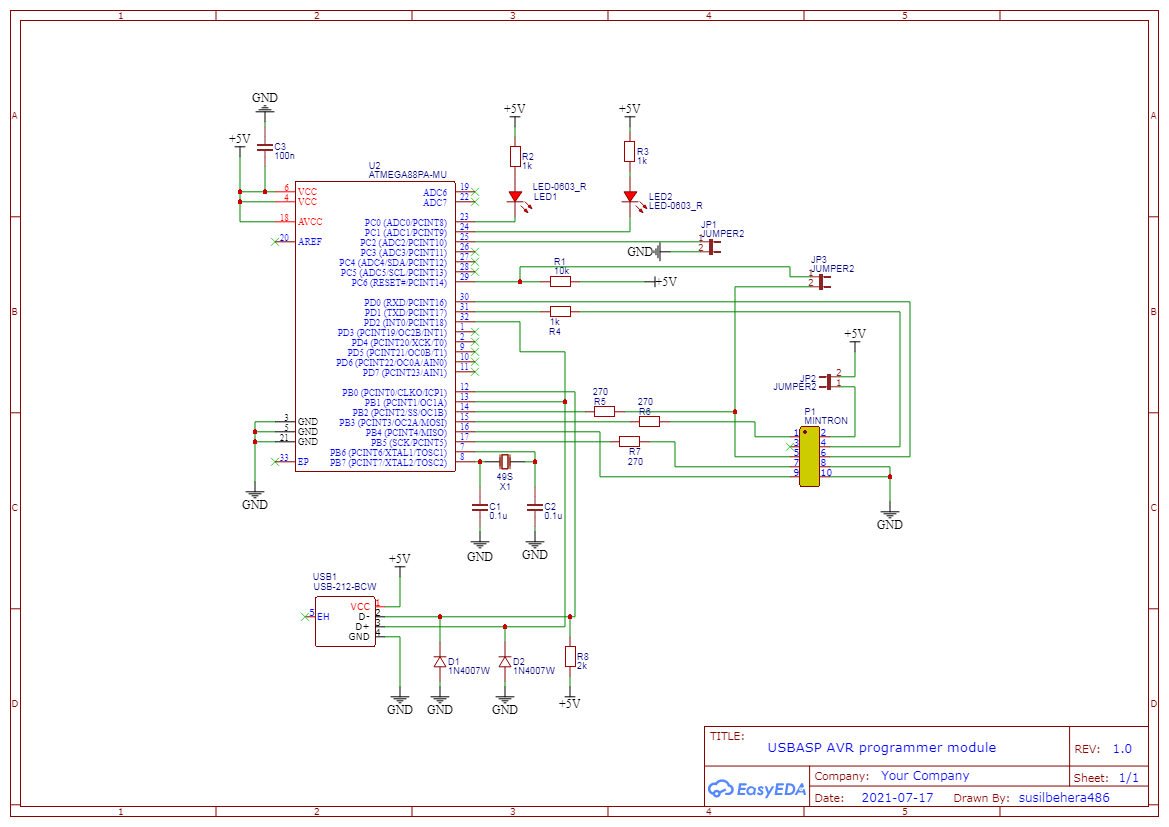 1 2 3 4 5
A A
B B
C C
D D
1 2 3 4 5
GND
+5V
C3
100n
U2
ATMEGA88PA-MU
6 VCC
4 VCC
18 AVCC
20 AREF
3 GND
5 GND
21 GND
33 EP
GND
ADC6 19
ADC7 22
PC0 (ADC0/PCINT8) 23
PC1 (ADC1/PCINT9) 24
PC2 (ADC2/PCINT10) 25
PC3 (ADC3/PCINT11) 26
PC4 (ADC4/SDA/PCINT12) 27
PC5 (ADC5/SCL/PCINT13) 28
PC6 (RESET#/PCINT14) 29
PD0 (RXD/PCINT16) 30
PD1 (TXD/PCINT17) 31
PD2 (INT0/PCINT18) 32
PD3 (PCINT19/OC2B/INT1) 1
PD4 (PCINT20/XCK/T0) 2
PD5 (PCINT21/OC0B/T1) 9
PD6 (PCINT22/OC0A/AIN0) 10
PD7 (PCINT23/AIN1) 11
PB0 (PCINT0/CLKO/ICP1) 12
PB1 (PCINT1/OC1A) 13
PB2 (PCINT2/SS/OC1B) 14
PB3 (PCINT3/OC2A/MOSI) 15
PB4 (PCINT4/MISO) 16
PB5 (SCK/PCINT5) 17
PB6 (PCINT6/XTAL1/TOSC1) 7
PB7 (PCINT7/XTAL2/TOSC2) 8
+5V
R2
1k
LED-0603_R
LED1
+5V
R3
1k
LED2
LED-0603_R
JP1
JUMPER2
1
2
GND
R1
10k
+5V
JP3
JUMPER2
1
2
1k
R4
+5V
JP2
JUMPER2
2
1
270
R5
270
R6
R7
270
P1
MINTRON
1 2
3 4
5 6
7 8
9 10
GND
49S
X1
C1
0.1u
C2
0.1u
GND
GND
USB1
USB-212-BCW
+5V
5 EH
VCC 1
D- 2
D+ 3
GND 4
D1
1N4007W
D2
1N4007W
R8
2k
GND
GND
GND
+5V
TITLE:
USBASP AVR programmer module
REV: 1.0
EasyEDA
Company: Your Company
Sheet: 1/1
Date: 2021-07-17 Drawn By: susilbehera486